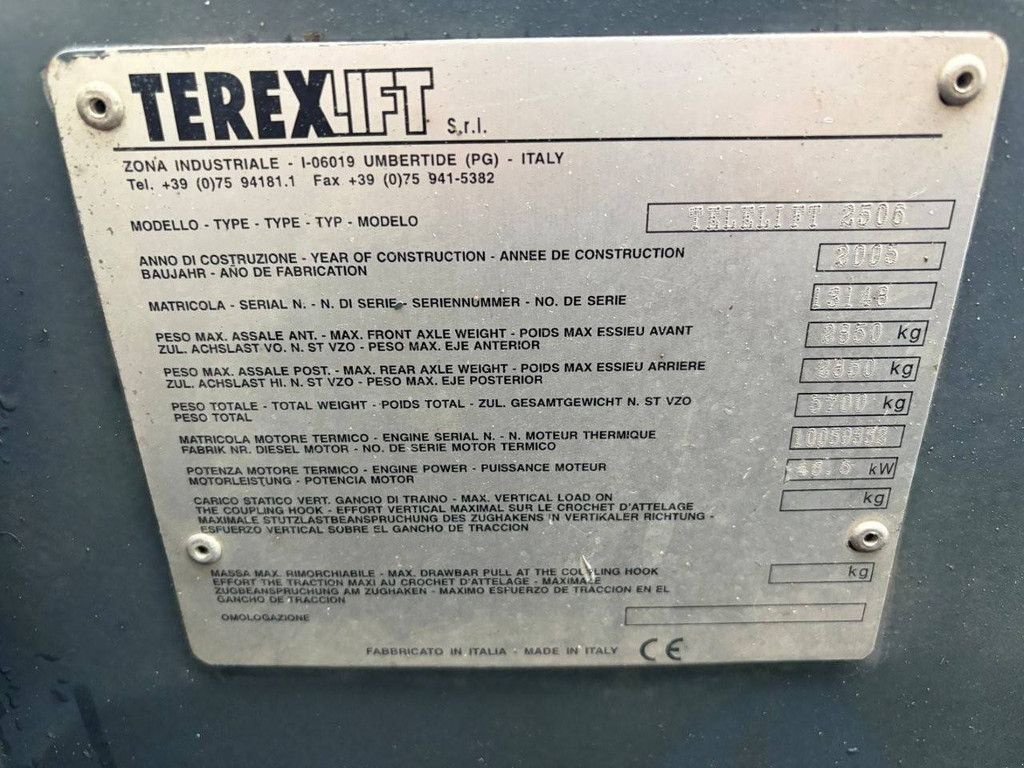 TEREXLIFT S.r.l.
ZONA INDUSTRIALE - I-06019 UMBERTIDE (PG) - ITALY
Tel. +39 (0)75 94181.1 Fax +39 (0)75 941-5382
MODELLO - TYPE - TYPE - TYP - MODELO TELELIFT 2506
ANNO DI COSTRUZIONE - YEAR OF CONSTRUCTION - ANNEE DE CONSTRUCTION 2005
BAUJAHR - AÑO DE FABRICATION
MATRICOLA - SERIAL N. - N. DI SERIE - SERIENNUMMER - NO. DE SERIE 13148
PESO MAX. ASSALE ANT. - MAX. FRONT AXLE WEIGHT - POIDS MAX ESSIEU AVANT kg
ZUL. ACHSLAST VO. N. ST VZO - PESO MAX. EJE ANTERIOR
PESO MAX. ASSALE POST. - MAX. REAR AXLE WEIGHT - POIDS MAX ESSIEU ARRIERE kg
ZUL. ACHSLAST HI. N. ST VZO - PESO MAX. EJE POSTERIOR
PESO TOTALE - TOTAL WEIGHT - POIDS TOTAL - ZUL. GESAMTGEWICHT N. ST VZO 5700 kg
PESO TOTAL
MATRICOLA MOTORE TERMICO - ENGINE SERIAL N. - N. MOTEUR THERMIQUE
FABRIK NR. DIESEL MOTOR - NO. DE SERIE MOTOR TERMICO
POTENZA MOTORE TERMICO - ENGINE POWER - PUISSANCE MOTEUR kW
MOTORLEISTUNG - POTENCIA MOTOR
CARICO STATICO VERT. GANCIO DI TRAINO - MAX. VERTICAL LOAD ON kg
THE COUPLING HOOK - EFFORT VERTICAL MAXIMAL SUR LE CROCHET D'ATTELAGE
MAXIMALE STUTZLASTBEANSPRUCHUNG DES ZUGHAKENS IN VERTIKALER RICHTUNG -
ESFUERZO VERTICAL SOBRE EL GANCHO DE TRACCION
MASSA MAX. RIMORCHIABILE - MAX. DRAWBAR PULL AT THE COUPLING HOOK kg
EFFORT THE TRACTION MAXI AU CROCHET D'ATTELAGE - MAXIMALE
ZUGBEANSPRUCHUNG AM ZUGHAKEN - MAXIMO ESFUERZO DE TRACCION EN EL
GANCHO DE TRACCION
OMOLOGAZIONE
FABBRICATO IN ITALIA - MADE IN ITALY CE